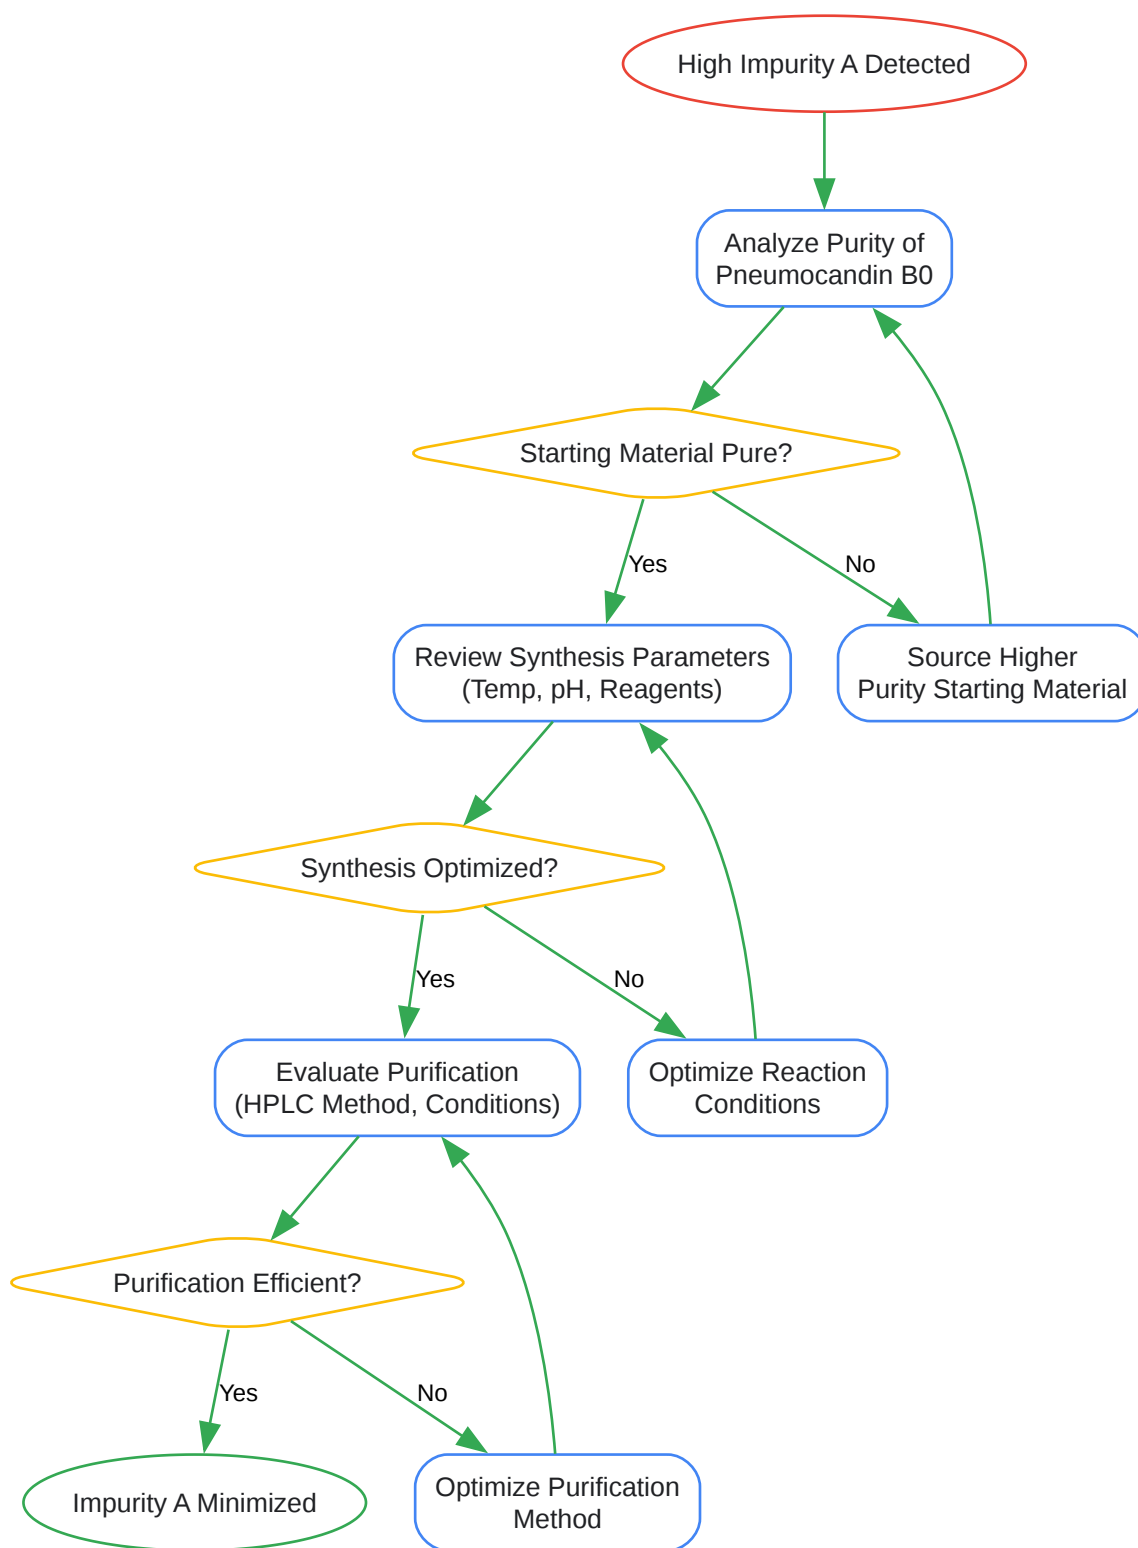 High Impurity A Detected
Analyze Purity of
Pneumocandin B0
Starting Material Pure?
Yes
No
Review Synthesis Parameters
(Temp, pH, Reagents)
Source Higher
Purity Starting Material
Synthesis Optimized?
Yes
No
Evaluate Purification
(HPLC Method, Conditions)
Optimize Reaction
Conditions
Purification Efficient?
Yes
No
Impurity A Minimized
Optimize Purification
Method